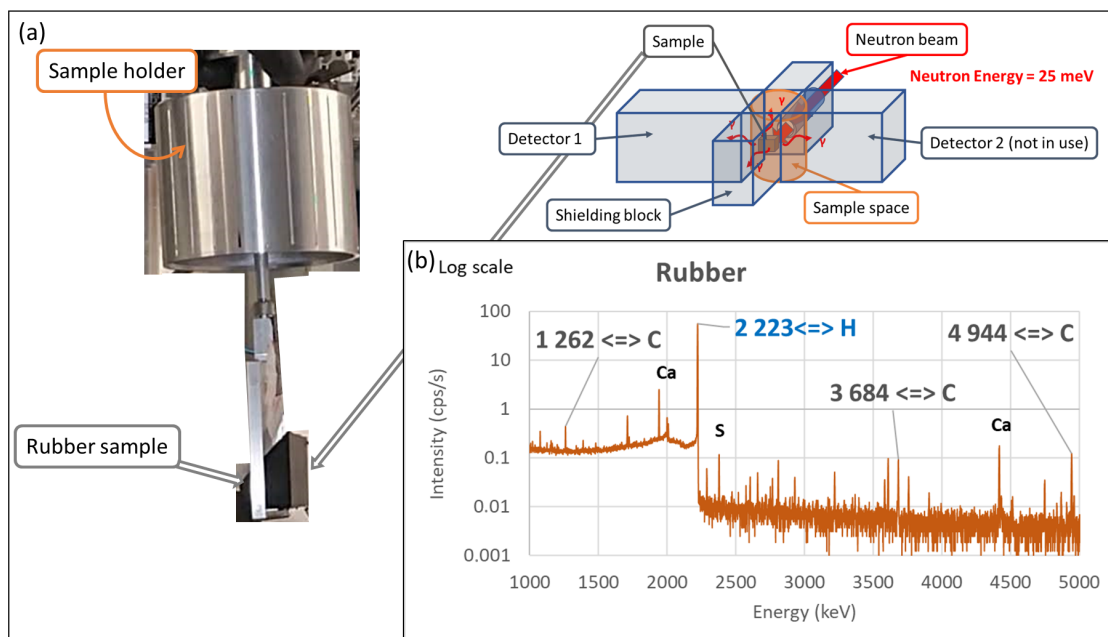 (a)
Sample holder
Rubber sample
Sample
Neutron beam
Neutron Energy = 25 meV
Detector 1
Detector 2 (not in use)
Shielding block
Sample space
γ
γ
γ
γ
γ
(b)
Log scale
Rubber
Intensity (cps/s)
100
10
1
0.1
0.01
0.001
1 262 <=> C
Ca
2 223<=> H
S
3 684 <=> C
Ca
4 944 <=> C
1000 1500 2000 2500 3000 3500 4000 4500 5000
Energy (keV)